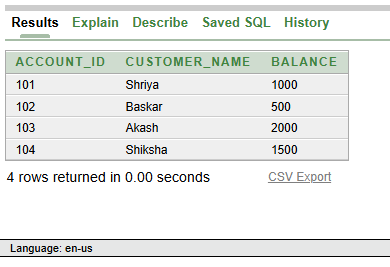 Results Explain Describe Saved SQL History
ACCOUNT_ID CUSTOMER_NAME BALANCE
101 Shriya 1000
102 Baskar 500
103 Akash 2000
104 Shiksha 1500
4 rows returned in 0.00 seconds CSV Export
Language: en-us